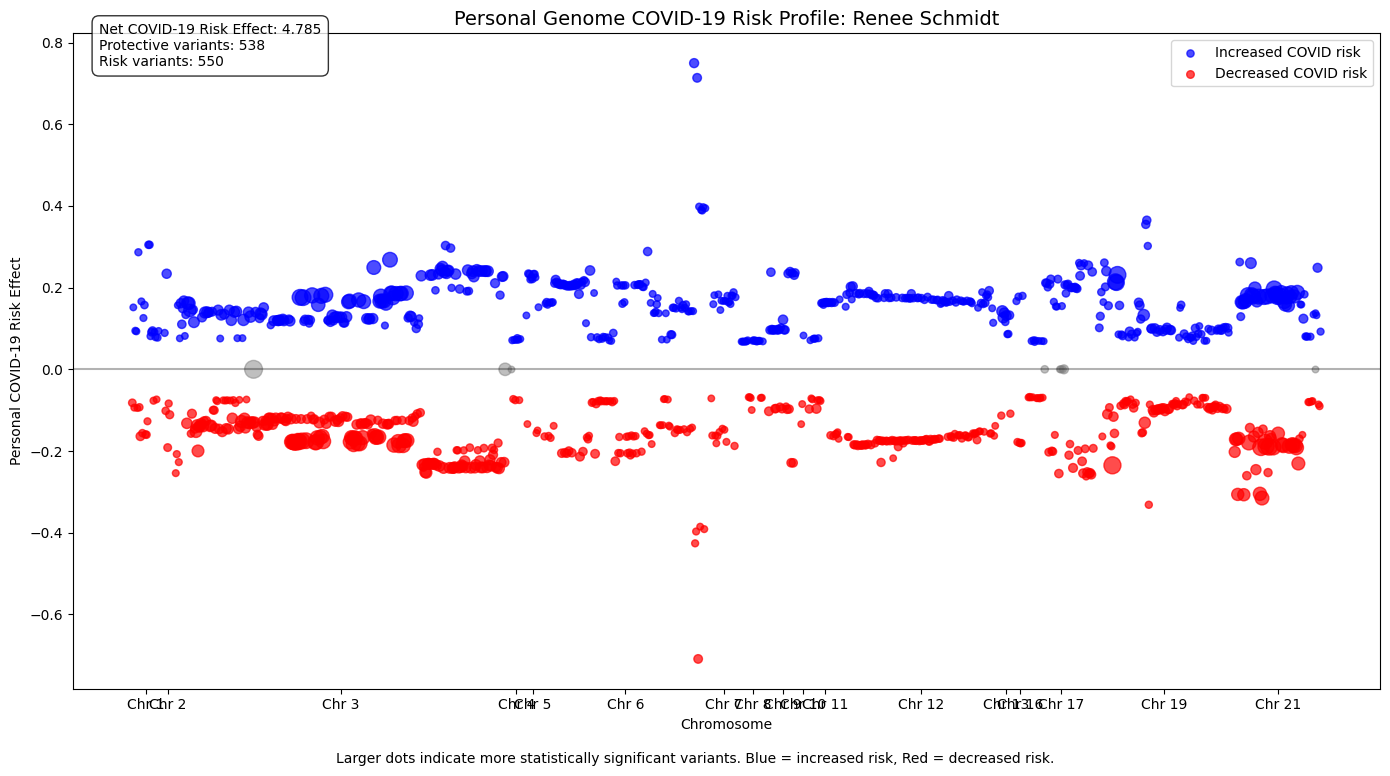 Personal Genome COVID-19 Risk Profile: Renee Schmidt
Net COVID-19 Risk Effect: 4.785
Protective variants: 538
Risk variants: 550
Increased COVID risk
Decreased COVID risk
Personal COVID-19 Risk Effect
0.8
0.6
0.4
0.2
0.0
−0.2
−0.4
−0.6
Chr 1 Chr 2 Chr 3 Chr 4 Chr 5 Chr 6 Chr 7 Chr 8 Chr 9 Chr 10 Chr 11 Chr 12 Chr 13 Chr 16 Chr 17 Chr 19 Chr 21
Chromosome
Larger dots indicate more statistically significant variants. Blue = increased risk, Red = decreased risk.